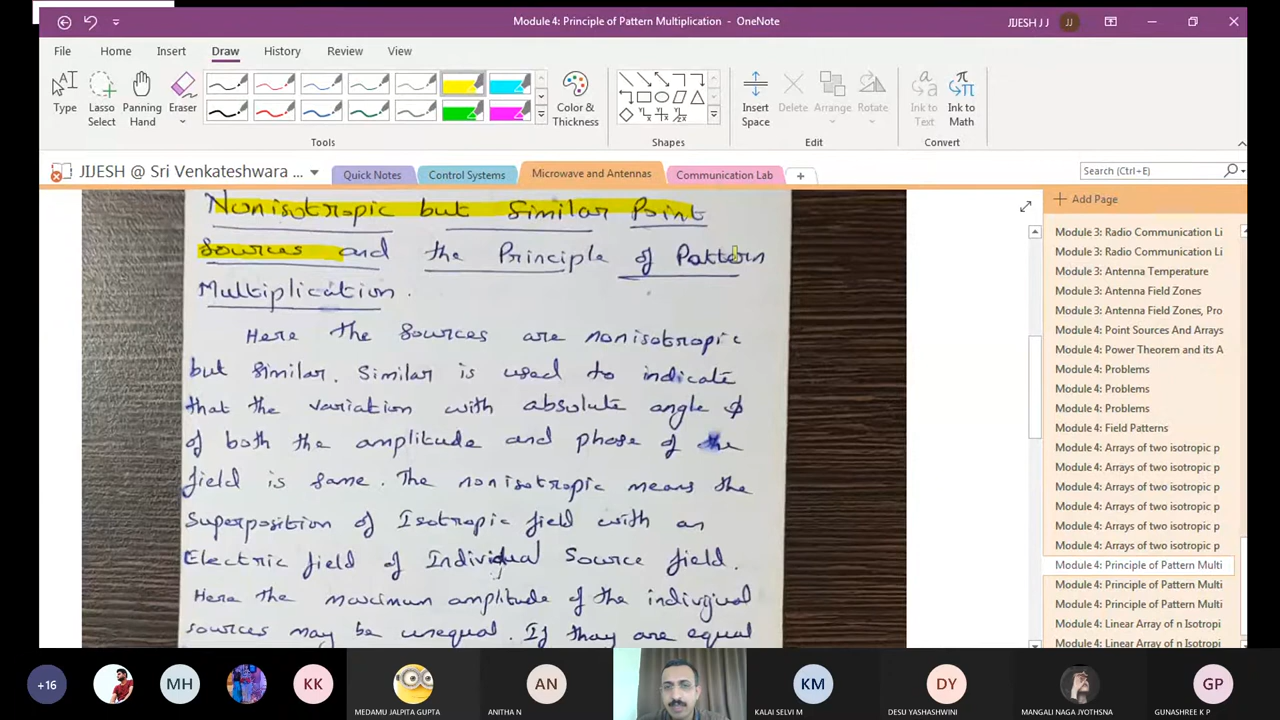 Module 4: Principle of Pattern Multiplication - OneNote
JIJESH J J
JJ
File Home Insert Draw History Review View
Type
Lasso Select
Panning Hand
Eraser
Color & Thickness
Insert Space
Delete
Arrange
Rotate
Ink to Text
Ink to Math
Tools
Shapes
Edit
Convert
JIJESH @ Sri Venkateshwara ...
Quick Notes
Control Systems
Microwave and Antennas
Communication Lab
Search (Ctrl+E)
Add Page
Nonisotropic but Similar Point
Sources and the Principle of Pattern
Multiplication.
Here the Sources are nonisotropic
but Similar. Similar is used to indicate
that the variation with absolute angle ϕ
of both the amplitude and phase of the
field is same. The nonisotropic means the
Superposition of Isotropic field with an
Electric field of Individual Source field.
Here the maximum amplitude of the individual
sources may be unequal. If they are equal
Module 3: Radio Communication Li
Module 3: Radio Communication Li
Module 3: Antenna Temperature
Module 3: Antenna Field Zones
Module 3: Antenna Field Zones, Pro
Module 4: Point Sources And Arrays
Module 4: Power Theorem and its A
Module 4: Problems
Module 4: Problems
Module 4: Problems
Module 4: Field Patterns
Module 4: Arrays of two isotropic p
Module 4: Arrays of two isotropic p
Module 4: Arrays of two isotropic p
Module 4: Arrays of two isotropic p
Module 4: Arrays of two isotropic p
Module 4: Arrays of two isotropic p
Module 4: Principle of Pattern Multi
Module 4: Principle of Pattern Multi
Module 4: Principle of Pattern Multi
Module 4: Linear Array of n Isotropi
Module 4: Linear Array of n Isotropi
+16
MH
KK
MEDAMU JALPITA GUPTA
AN
ANITHA N
KM
KALAI SELVI M
DY
DESU YASHASHWINI
MANGALI NAGA JYOTHSNA
GP
GUNASHREE K P